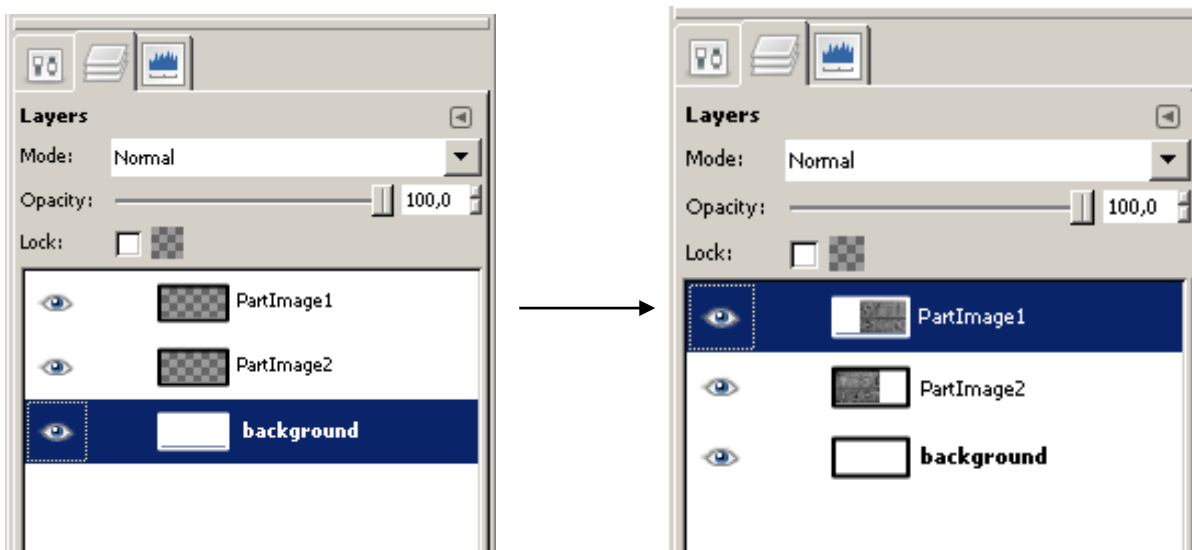 Layers
Mode: Normal
Opacity: 100,0
Lock:
PartImage1
PartImage2
background
Layers
Mode: Normal
Opacity: 100,0
Lock:
PartImage1
PartImage2
background